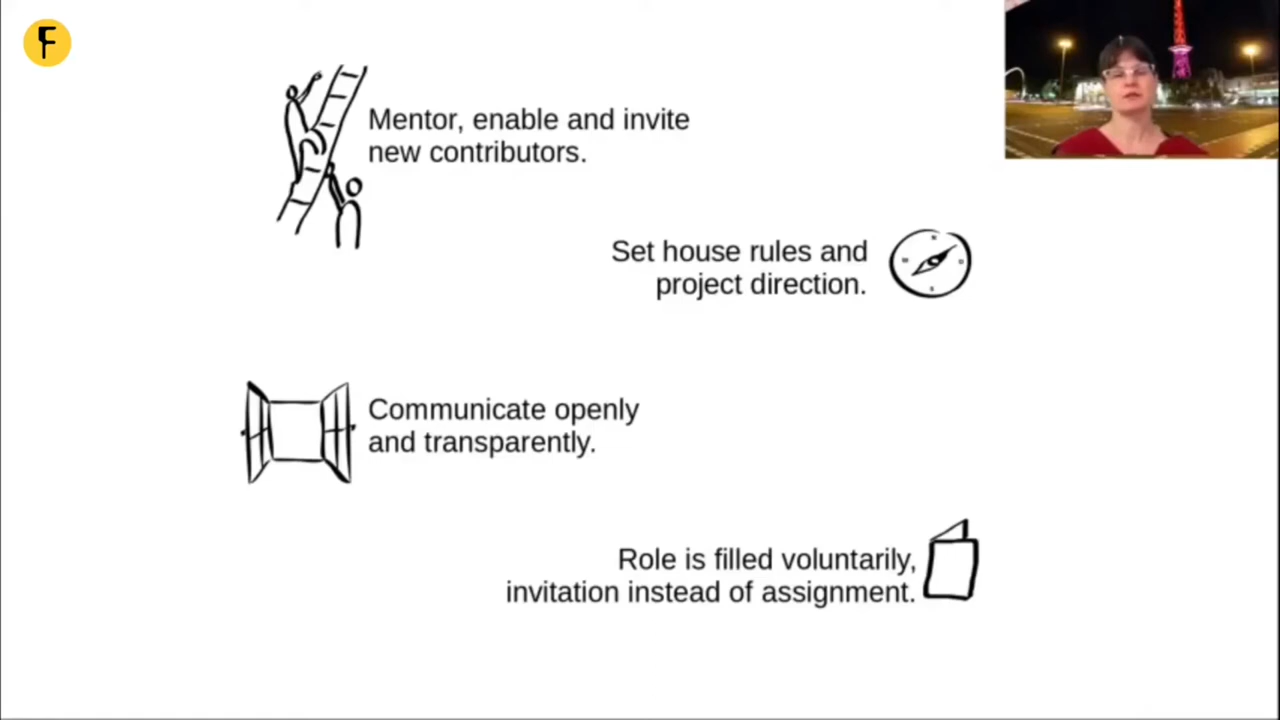 F
Mentor, enable and invite
new contributors.
Set house rules and
project direction.
Communicate openly
and transparently.
Role is filled voluntarily,
invitation instead of assignment.